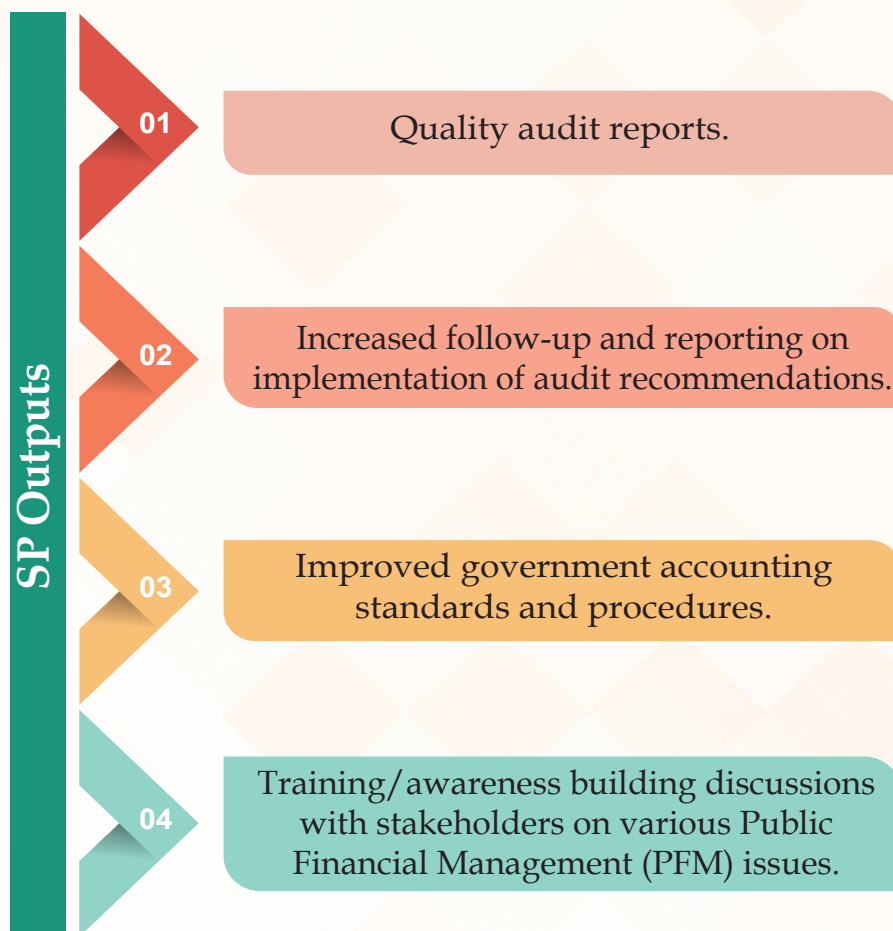 SP Outputs
01
Quality audit reports.
02
Increased follow-up and reporting on
implementation of audit recommendations.
03
Improved government accounting
standards and procedures.
04
Training/awareness building discussions
with stakeholders on various Public
Financial Management (PFM) issues.